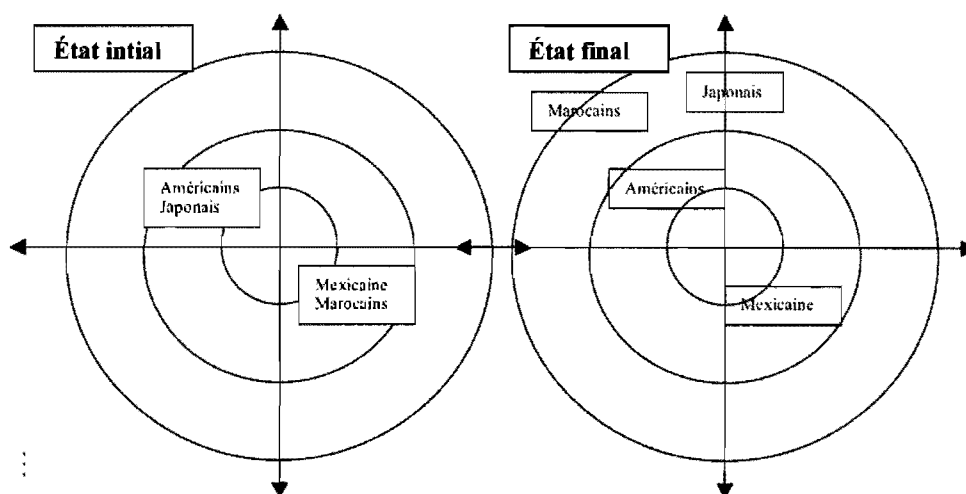 État intial
Américains
Japonais
Mexicaine
Marocains
État final
Japonais
Marocains
Américains
Mexicaine